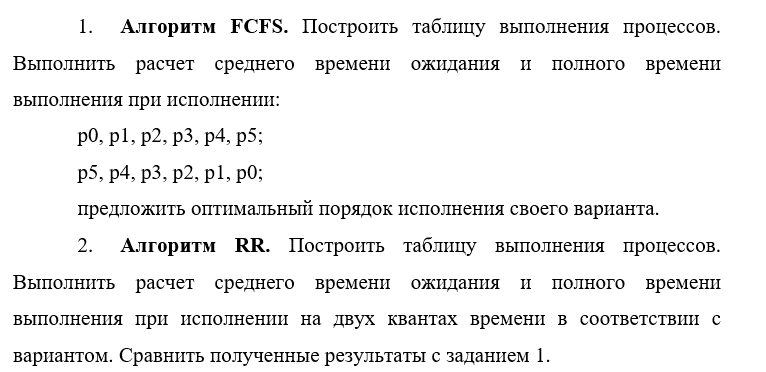 1. Алгоритм FCFS. Построить таблицу выполнения процессов.
Выполнить расчет среднего времени ожидания и полного времени
выполнения при исполнении:
p0, p1, p2, p3, p4, p5;
p5, p4, p3, p2, p1, p0;
предложить оптимальный порядок исполнения своего варианта.
2. Алгоритм RR. Построить таблицу выполнения процессов.
Выполнить расчет среднего времени ожидания и полного времени
выполнения при исполнении на двух квантах времени в соответствии с
вариантом. Сравнить полученные результаты с заданием 1.